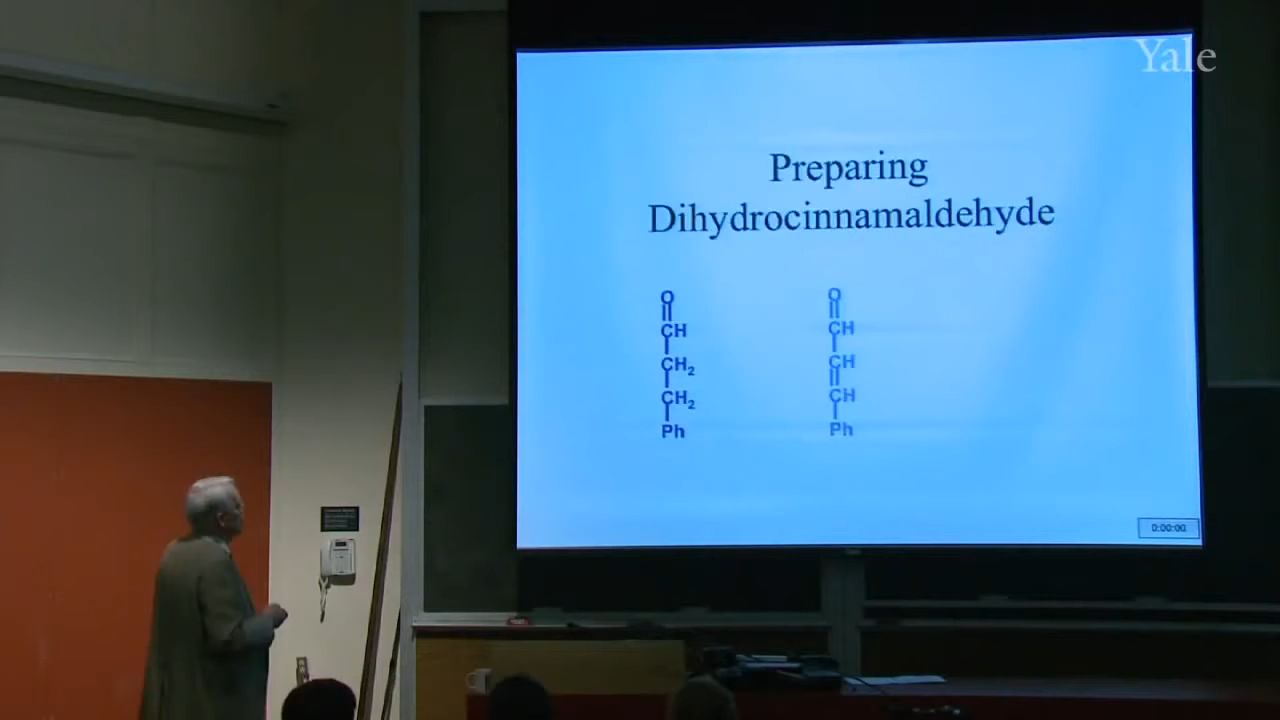 Yale
Preparing
Dihydrocinnamaldehyde
O
CH
CH₂
CH₂
Ph
O
CH
CH
CH
Ph
0:00:00